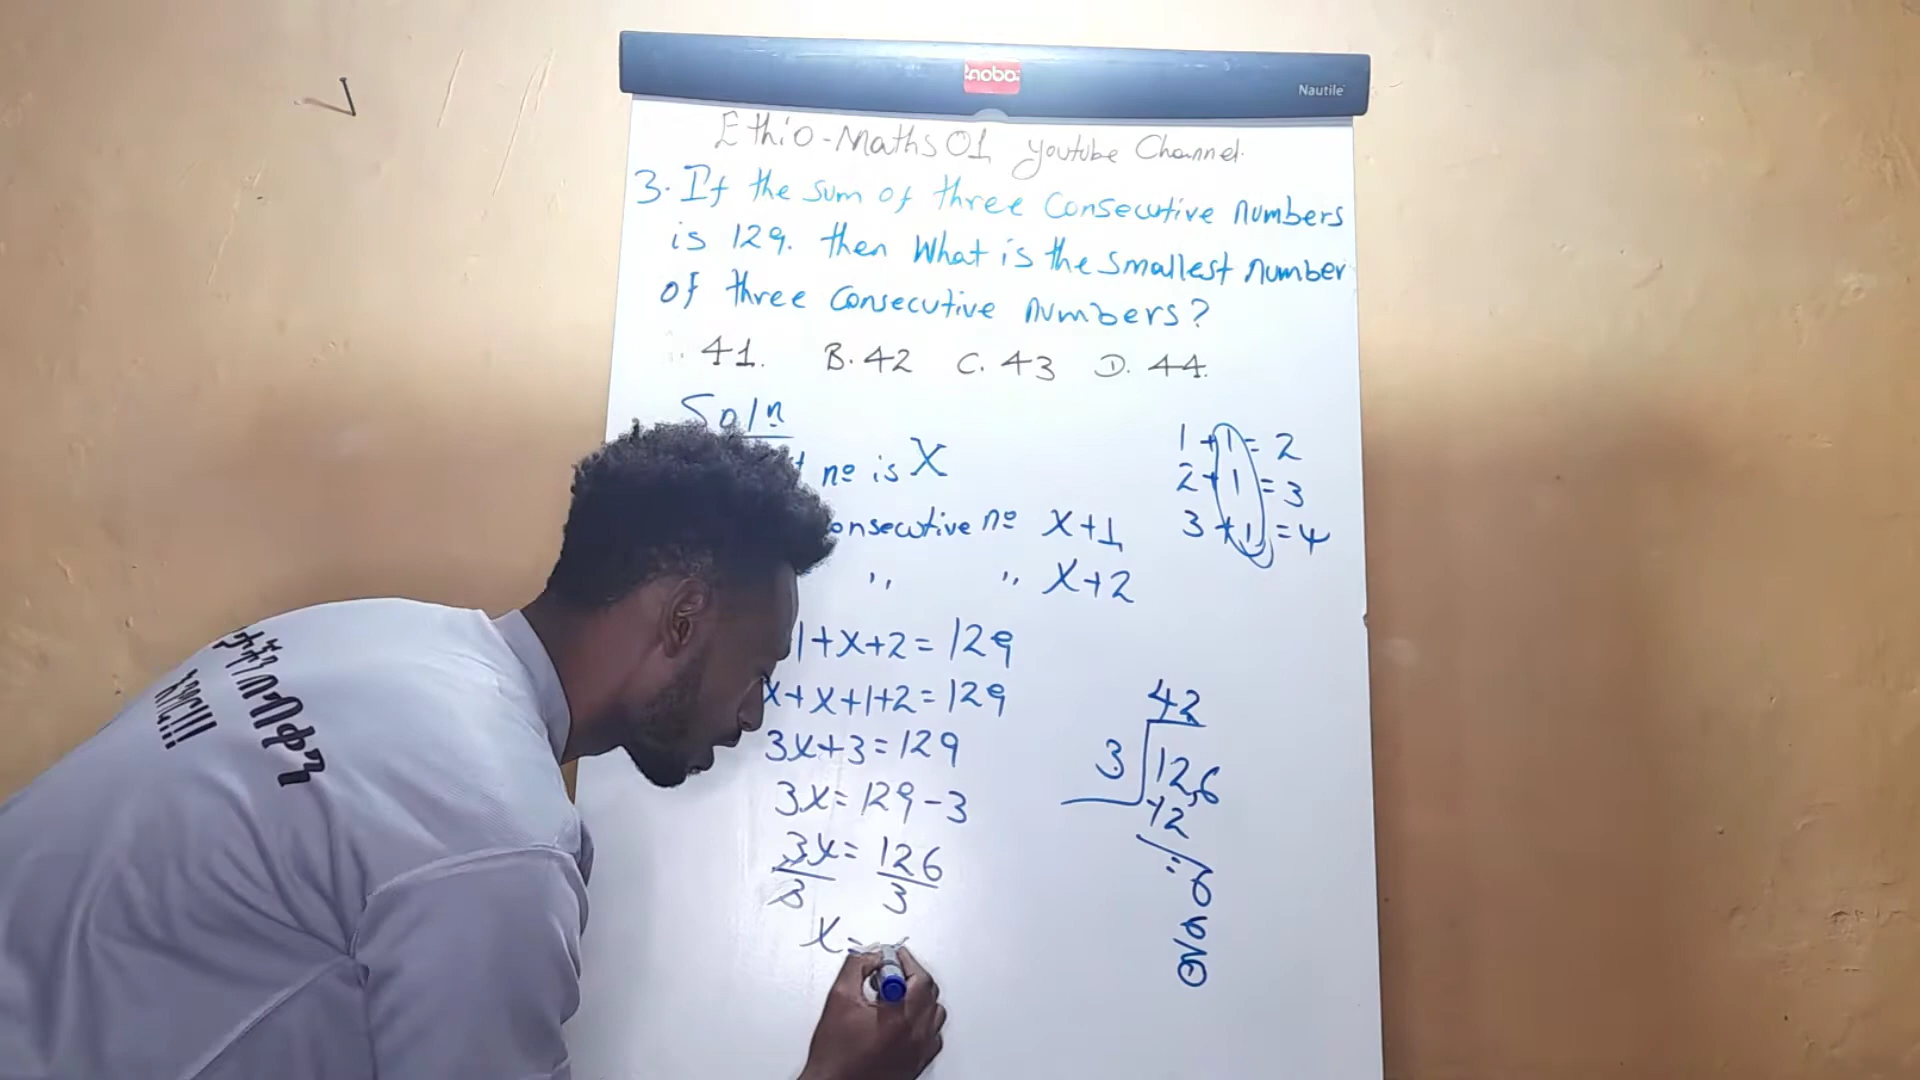 nobo
Nautile
Ethio-Maths01 youtube Channel.
3. If the sum of three Consecutive numbers
is 129. then What is the smallest number
of three Consecutive numbers?
41. B. 42 C. 43 D. 44.
Soln
nº is X
onsecutive nº X+1
,, ,, X+2
1+X+2=129
X+X+1+2=129
3X+3=129
3X=129-3
3X=126
3 3
X=
1+1=2
2+1=3
3+1=4
42
3 126
-12